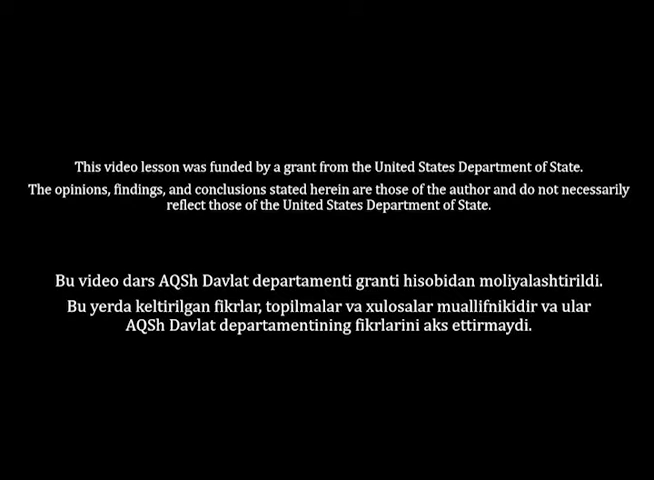 This video lesson was funded by a grant from the United States Department of State.
The opinions, findings, and conclusions stated herein are those of the author and do not necessarily
reflect those of the United States Department of State.
Bu video dars AQSh Davlat departamenti granti hisobidan moliyalashtirildi.
Bu yerda keltirilgan fikrlar, topilmalar va xulosalar muallifnikidir va ular
AQSh Davlat departamentining fikrlarini aks ettirmaydi.